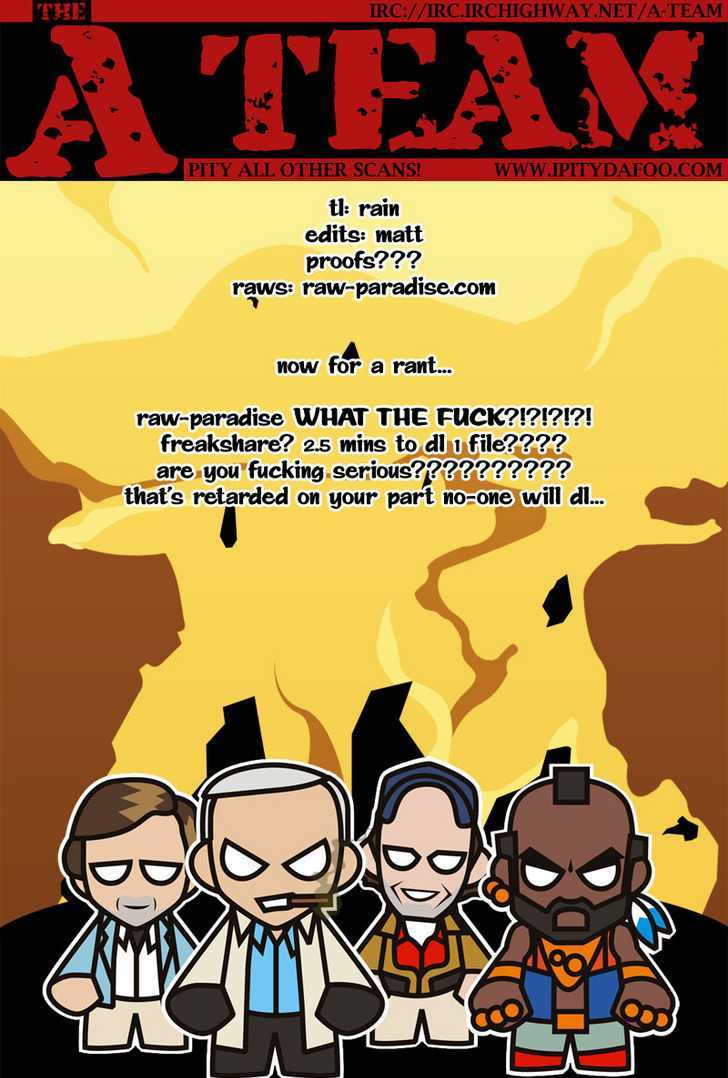 THE
IRC://IRC.IRCHIGHWAY.NET/A-TEAM
A TEAM
PITY ALL OTHER SCANS!
WWW.IPITYDAFOO.COM
tl: rain
edits: matt
proofs???
raws: raw-paradise.com
now for a rant...
raw-paradise WHAT THE FUCK?!?!?!?!
freakshare? 2.5 mins to dl 1 file????
are you fucking serious??????????
that's retarded on your part no-one will dl...